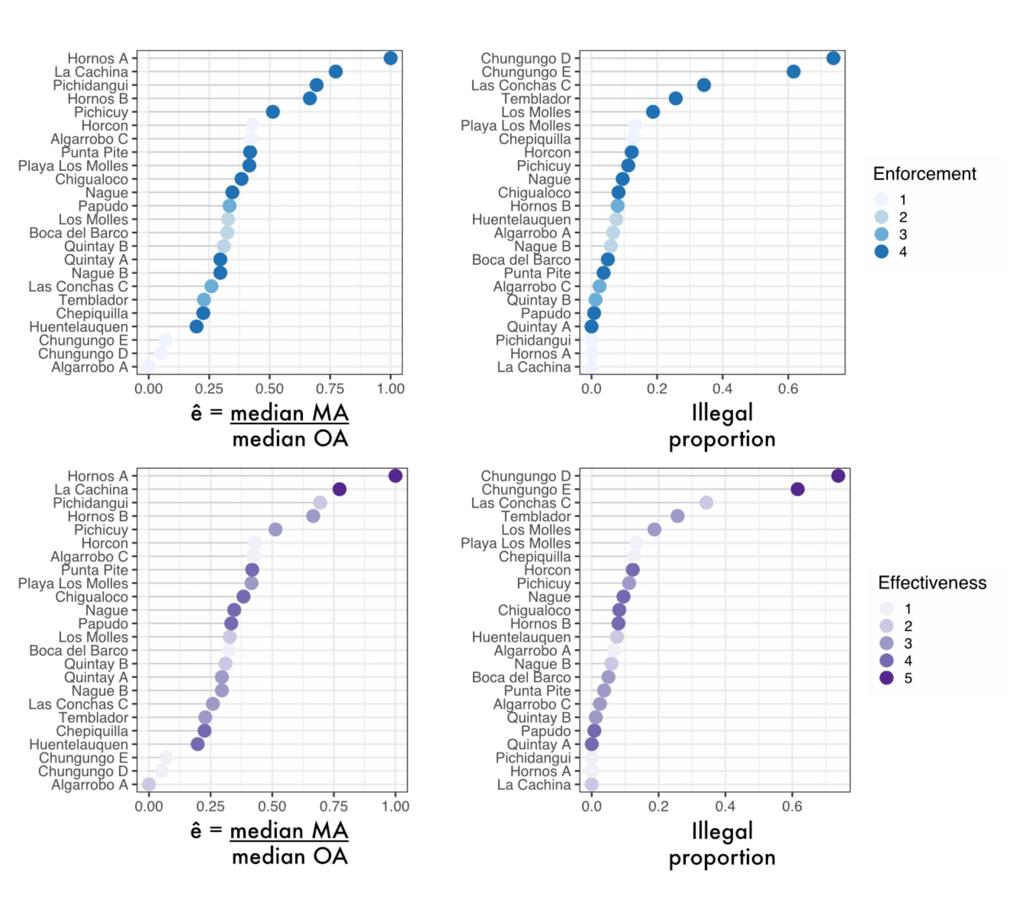 Hornos A
La Cachina
Pichidangui
Hornos B
Pichicuy
Horcon
Algarrobo C
Punta Pite
Playa Los Molles
Chigualoco
Nague
Papudo
Los Molles
Boca del Barco
Quintay B
Quintay A
Nague B
Las Conchas C
Temblador
Chepiquilla
Huentelauquen
Chungungo E
Chungungo D
Algarrobo A
0.00 0.25 0.50 0.75 1.00
ê = median MA
median OA
Chungungo D
Chungungo E
Las Conchas C
Temblador
Los Molles
Playa Los Molles
Chepiquilla
Horcon
Pichicuy
Nague
Chigualoco
Hornos B
Huentelauquen
Algarrobo A
Nague B
Boca del Barco
Punta Pite
Algarrobo C
Quintay B
Papudo
Quintay A
Pichidangui
Hornos A
La Cachina
0.0 0.2 0.4 0.6
Illegal
proportion
Enforcement
1
2
3
4
Hornos A
La Cachina
Pichidangui
Hornos B
Pichicuy
Horcon
Algarrobo C
Punta Pite
Playa Los Molles
Chigualoco
Nague
Papudo
Los Molles
Boca del Barco
Quintay B
Quintay A
Nague B
Las Conchas C
Temblador
Chepiquilla
Huentelauquen
Chungungo E
Chungungo D
Algarrobo A
0.00 0.25 0.50 0.75 1.00
ê = median MA
median OA
Chungungo D
Chungungo E
Las Conchas C
Temblador
Los Molles
Playa Los Molles
Chepiquilla
Horcon
Pichicuy
Nague
Chigualoco
Hornos B
Huentelauquen
Algarrobo A
Nague B
Boca del Barco
Punta Pite
Algarrobo C
Quintay B
Papudo
Quintay A
Pichidangui
Hornos A
La Cachina
0.0 0.2 0.4 0.6
Illegal
proportion
Effectiveness
1
2
3
4
5